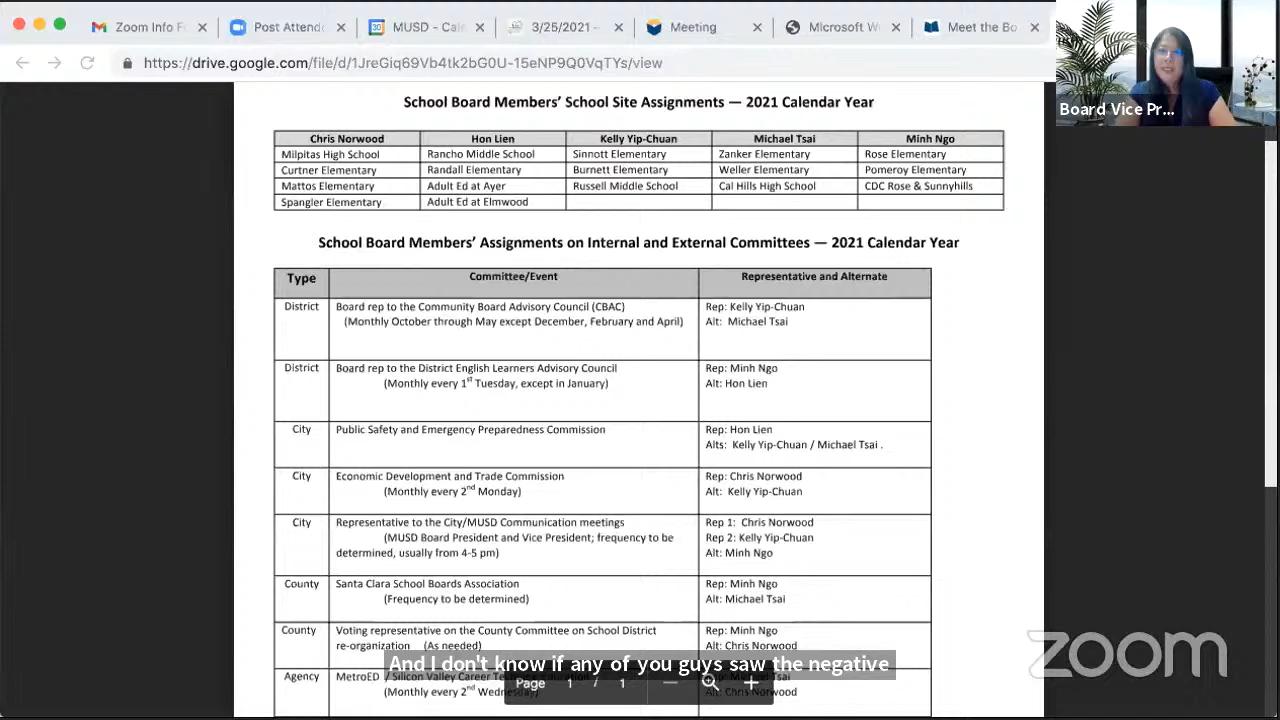 Zoom Info F
Post Attend
MUSD - Cale
3/25/2021 –
Meeting
Microsoft W
Meet the Bo
https://drive.google.com/file/d/1JreGiq69Vb4tk2bG0U-15eNP9Q0VqTYs/view
Board Vice Pr...
School Board Members' School Site Assignments — 2021 Calendar Year
Chris Norwood Hon Lien Kelly Yip-Chuan Michael Tsai Minh Ngo
Milpitas High School Rancho Middle School Sinnott Elementary Zanker Elementary Rose Elementary
Curtner Elementary Randall Elementary Burnett Elementary Weller Elementary Pomeroy Elementary
Mattos Elementary Adult Ed at Ayer Russell Middle School Cal Hills High School CDC Rose & Sunnyhills
Spangler Elementary Adult Ed at Elmwood
School Board Members' Assignments on Internal and External Committees — 2021 Calendar Year
Type Committee/Event Representative and Alternate
District Board rep to the Community Board Advisory Council (CBAC) Rep: Kelly Yip-Chuan
(Monthly October through May except December, February and April) Alt: Michael Tsai
District Board rep to the District English Learners Advisory Council Rep: Minh Ngo
(Monthly every 1st Tuesday, except in January) Alt: Hon Lien
City Public Safety and Emergency Preparedness Commission Rep: Hon Lien
Alts: Kelly Yip-Chuan / Michael Tsai .
City Economic Development and Trade Commission Rep: Chris Norwood
(Monthly every 2nd Monday) Alt: Kelly Yip-Chuan
City Representative to the City/MUSD Communication meetings Rep 1: Chris Norwood
(MUSD Board President and Vice President; frequency to be Rep 2: Kelly Yip-Chuan
determined, usually from 4-5 pm) Alt: Minh Ngo
County Santa Clara School Boards Association Rep: Minh Ngo
(Frequency to be determined) Alt: Michael Tsai
County Voting representative on the County Committee on School District Rep: Minh Ngo
re-organization (As needed) Alt: Chris Norwood
And I don't know if any of you guys saw the negative
Agency MetroED / Silicon Valley Career Technical Education Rep: Michael Tsai
(Monthly every 2nd Wednesday) Alt: Chris Norwood
Page 1 / 1
zoom